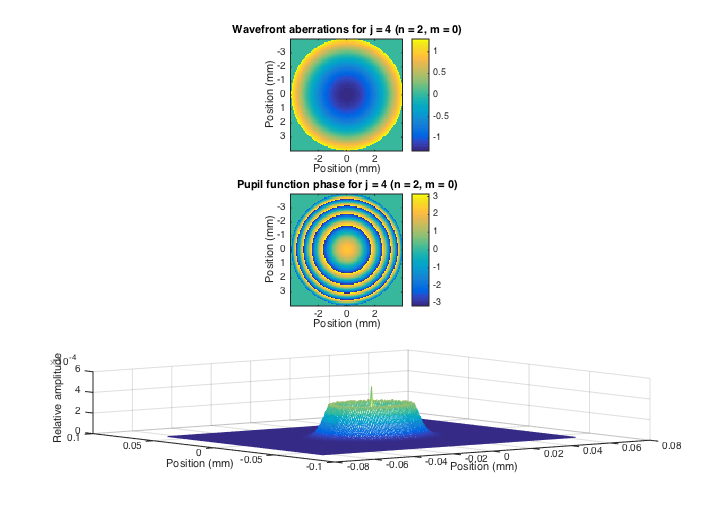 Wavefront aberrations for j = 4 (n = 2, m = 0)
Position (mm)
-3
-2
-1
0
1
2
3
-2 0 2
Position (mm)
1
0.5
0
-0.5
-1
Pupil function phase for j = 4 (n = 2, m = 0)
Position (mm)
-3
-2
-1
0
1
2
3
-2 0 2
Position (mm)
3
2
1
0
-1
-2
-3
×10-4
Relative amplitude
6
4
2
0
0.1 0.05 0 -0.05 -0.1
Position (mm)
-0.08 -0.06 -0.04 -0.02 0 0.02 0.04 0.06 0.08
Position (mm)